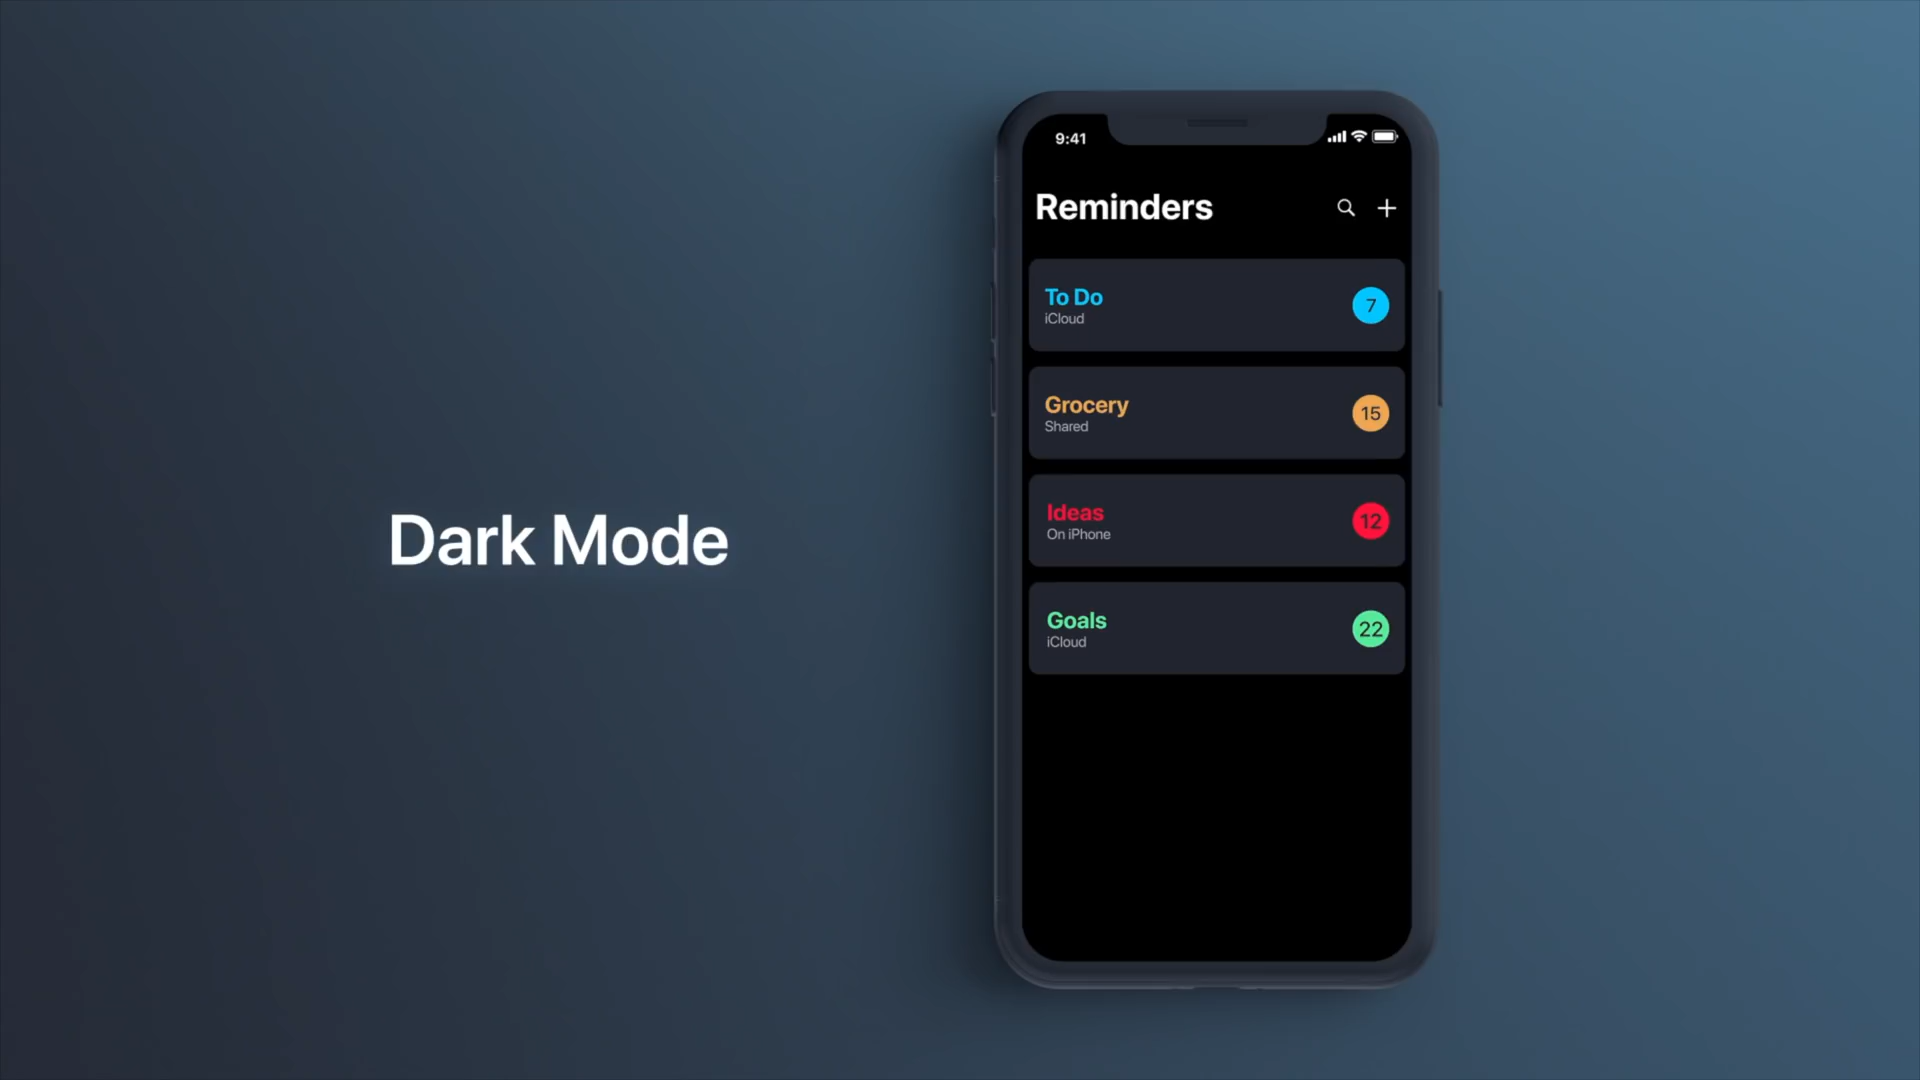 Dark Mode
9:41
Reminders
To Do
iCloud
7
Grocery
Shared
15
Ideas
On iPhone
12
Goals
iCloud
22